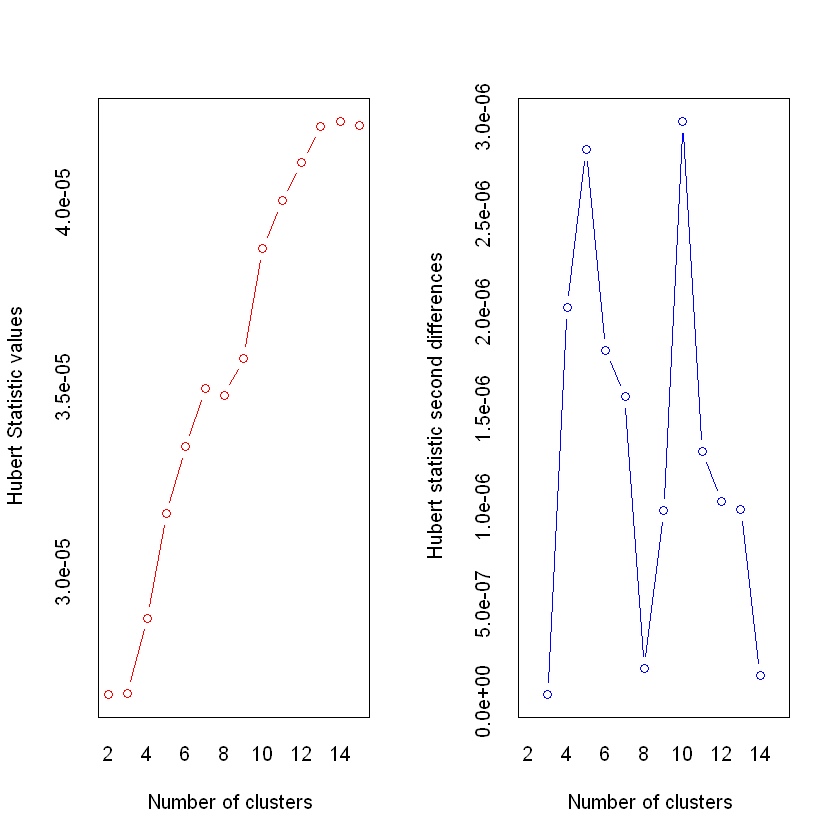 Hubert Statistic values
4.0e-05
3.5e-05
3.0e-05
2 4 6 8 10 12 14
Number of clusters
Hubert statistic second differences
3.0e-06
2.5e-06
2.0e-06
1.5e-06
1.0e-06
5.0e-07
0.0e+00
2 4 6 8 10 12 14
Number of clusters